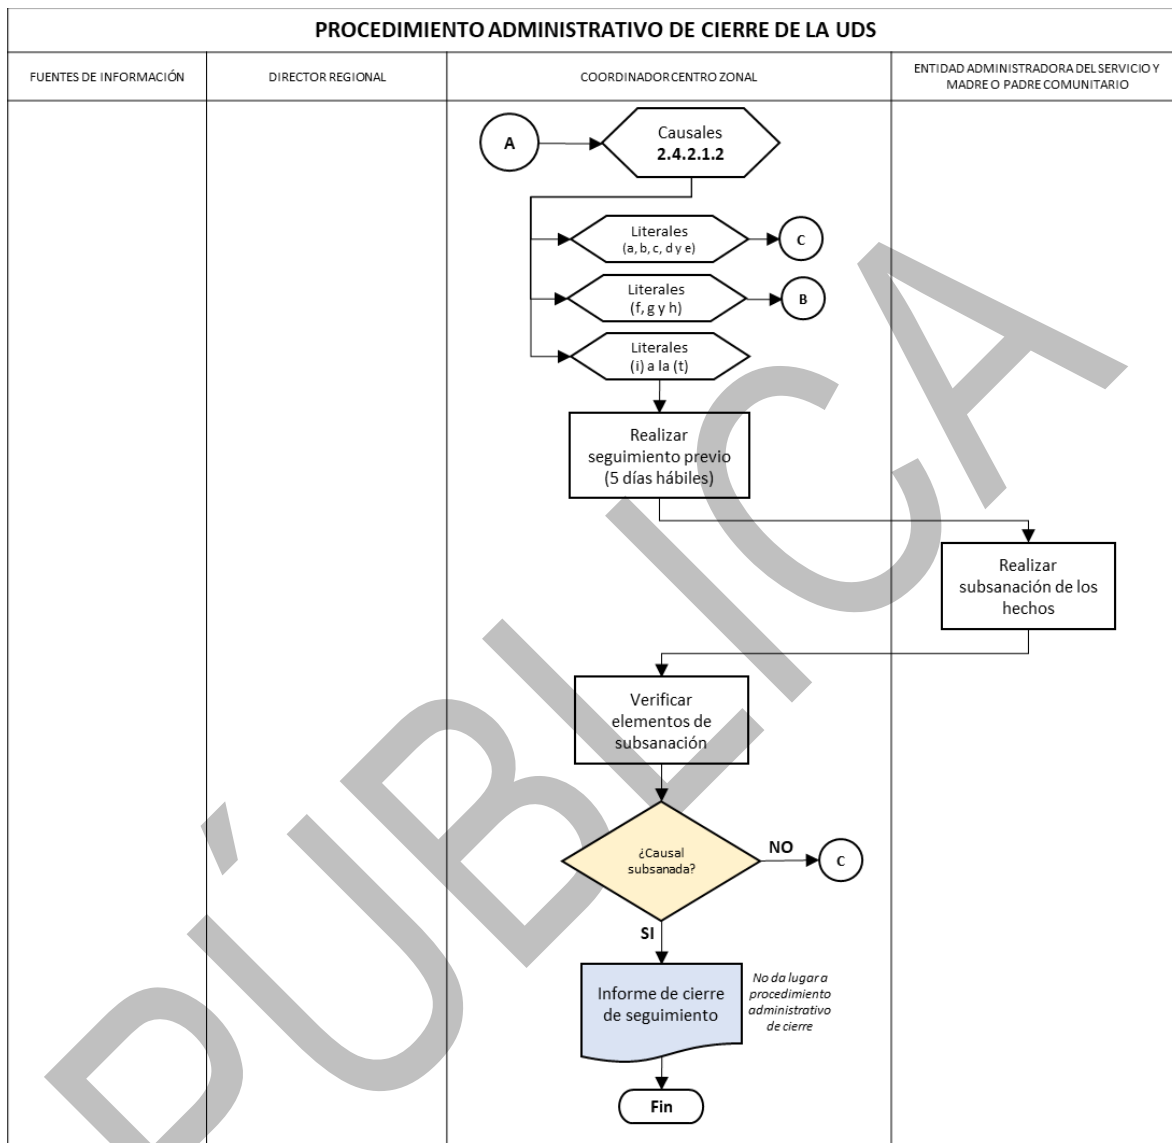 PROCEDIMIENTO ADMINISTRATIVO DE CIERRE DE LA UDS
FUENTES DE INFORMACIÓN
DIRECTOR REGIONAL
COORDINADOR CENTRO ZONAL
ENTIDAD ADMINISTRADORA DEL SERVICIO Y
MADRE O PADRE COMUNITARIO
A
Causales
2.4.2.1.2
Literales
(a, b, c, d y e)
C
Literales
(f, g y h)
B
Literales
(i) a la (t)
Realizar
seguimiento previo
(5 días hábiles)
Realizar
subsanación de los
hechos
Verificar
elementos de
subsanación
¿Causal
subsanada?
NO
C
SI
Informe de cierre
de seguimiento
No da lugar a
procedimiento
administrativo
de cierre
Fin
PÚBLICA